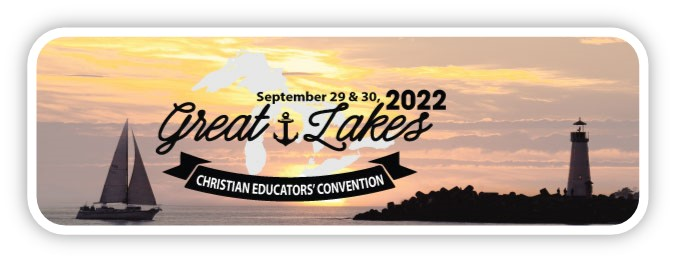 September 29 & 30, 2022
Great Lakes
CHRISTIAN EDUCATORS' CONVENTION